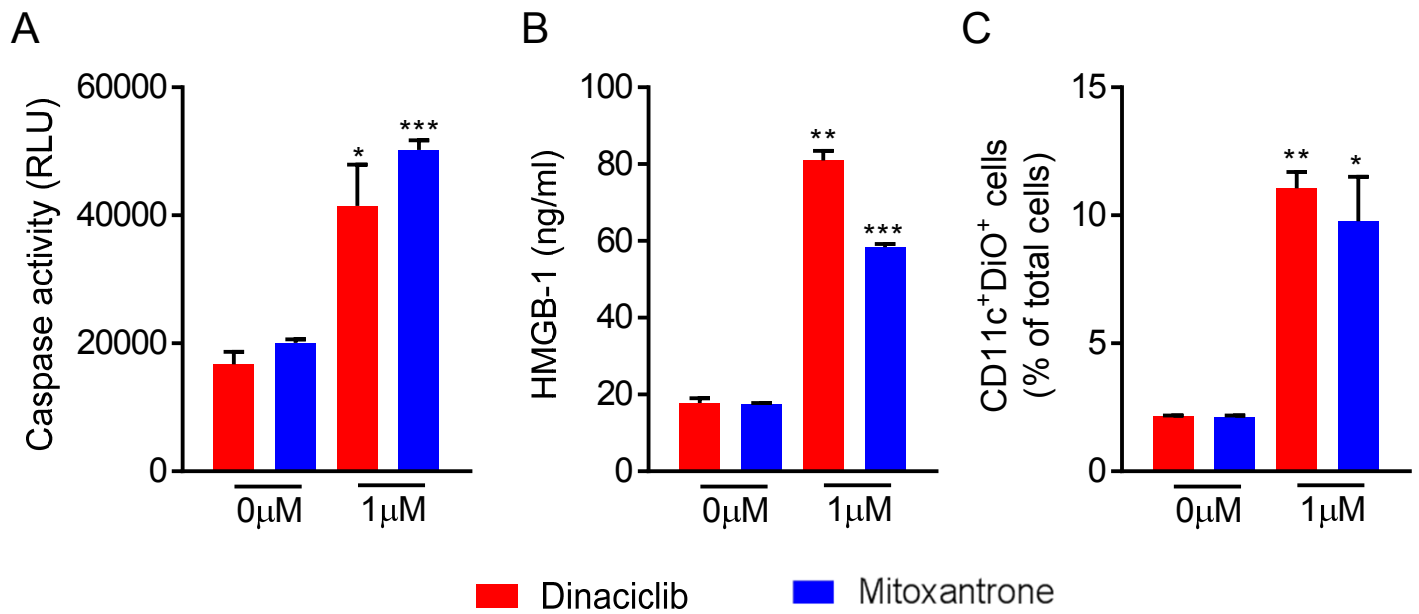 A
Caspase activity (RLU)
60000
40000
20000
0
*
***
0μM
1μM
B
HMGB-1 (ng/ml)
100
80
60
40
20
0
**
***
0μM
1μM
C
CD11c⁺DiO⁺ cells
(% of total cells)
15
10
5
0
**
*
0μM
1μM
Dinaciclib
Mitoxantrone